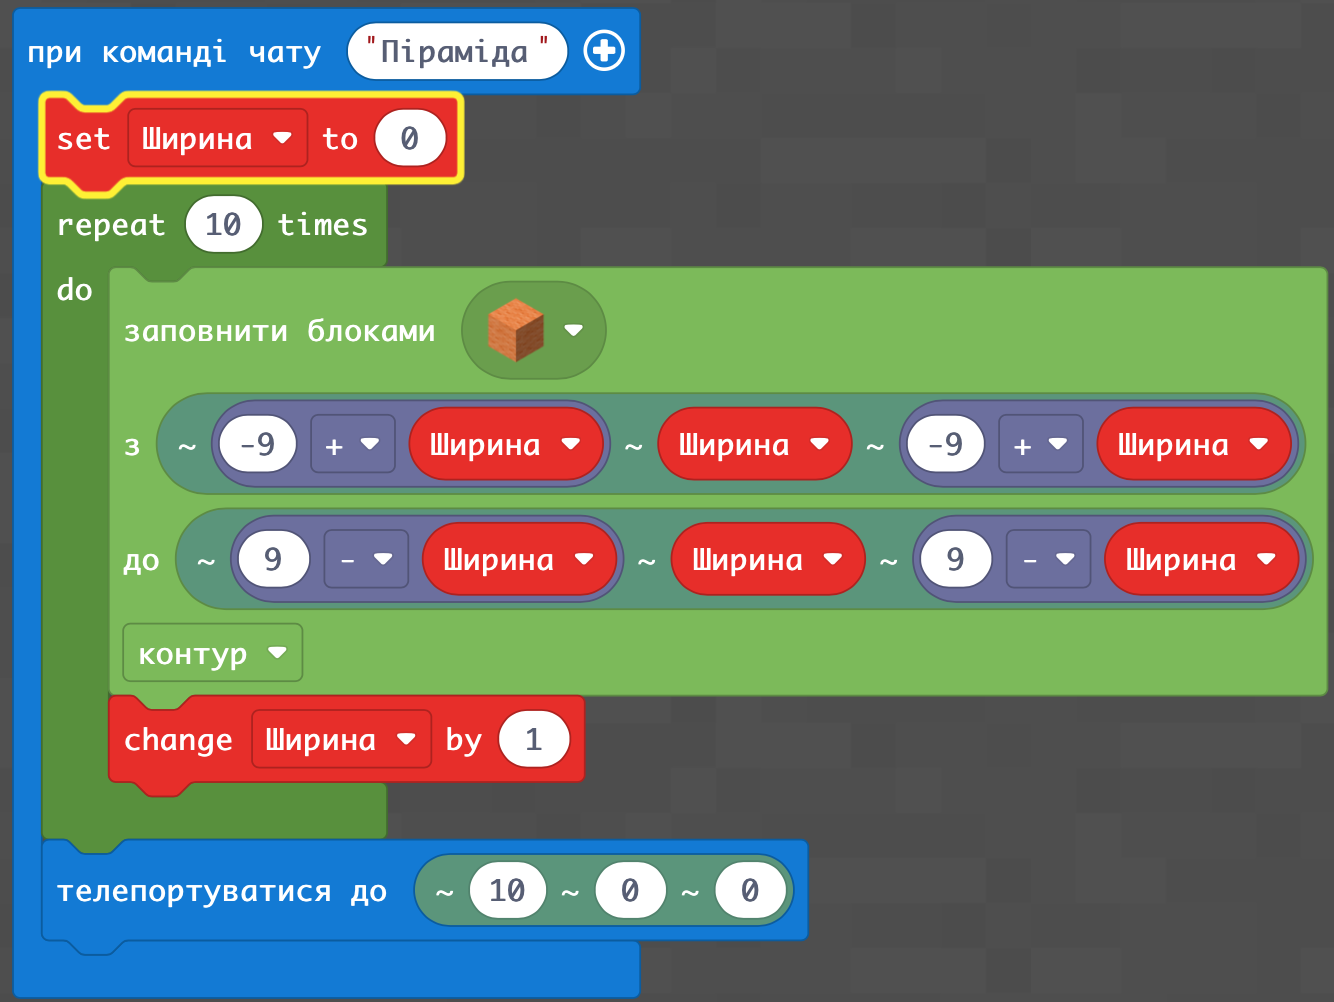 при команді чату "Піраміда"
set Ширина to 0
repeat 10 times
do
заповнити блоками
з ~ -9 + Ширина ~ Ширина ~ -9 + Ширина
до ~ 9 - Ширина ~ Ширина ~ 9 - Ширина
контур
change Ширина by 1
телепортуватися до ~ 10 ~ 0 ~ 0